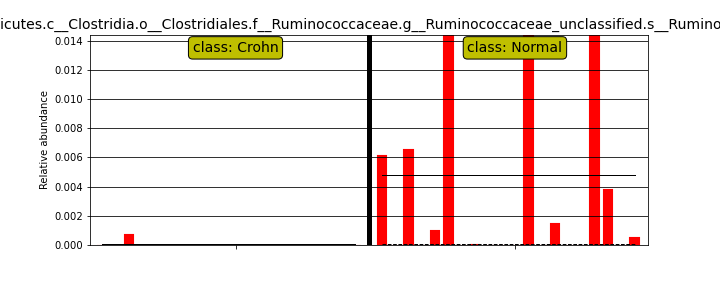 icutes.c__Clostridia.o__Clostridiales.f__Ruminococcaceae.g__Ruminococcaceae_unclassified.s__Rumino
class: Crohn
class: Normal
0.014
0.012
0.010
0.008
0.006
0.004
0.002
0.000
Relative abundance